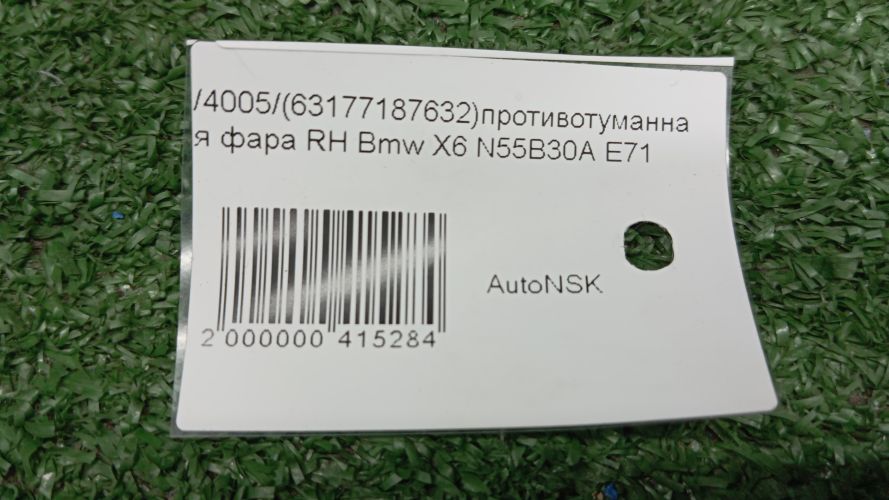 /4005/(63177187632)противотуманна
я фара RH Bmw X6 N55B30A E71
AutoNSK
2 000000 415284